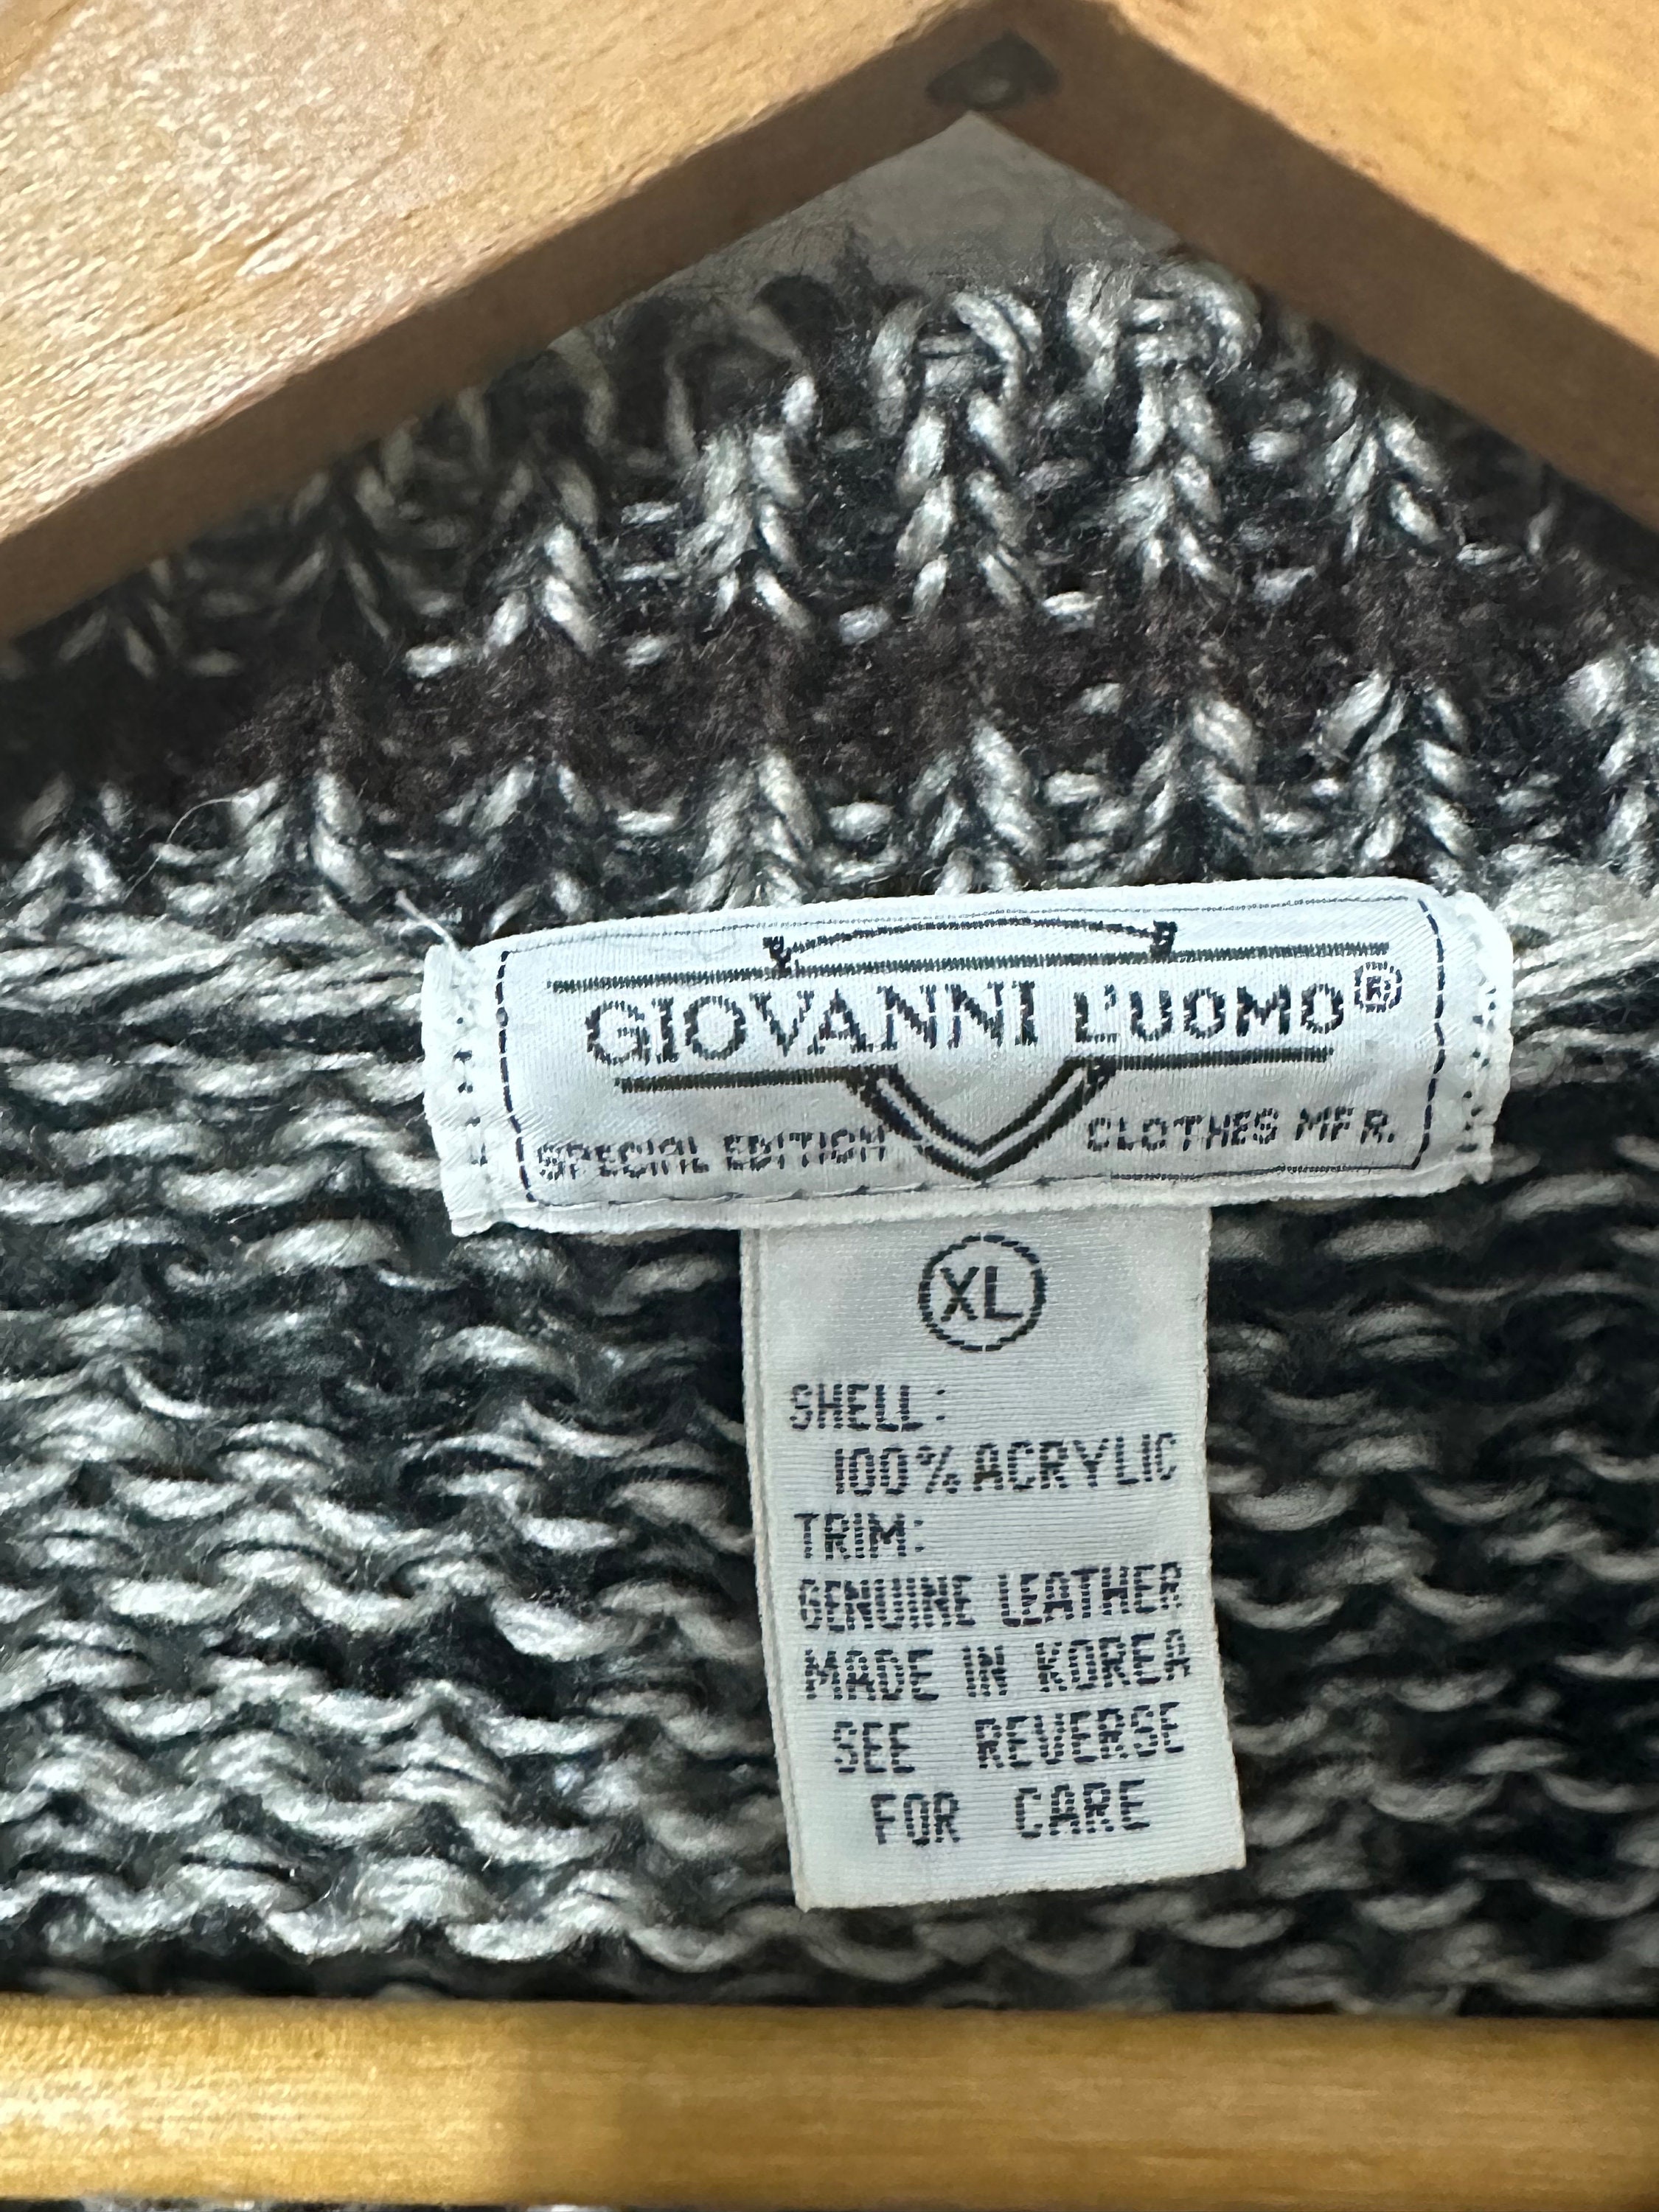 GIOVANNI L'UOMO®
SPECIAL EDITION CLOTHES MFR.
XL
SHELL:
100% ACRYLIC
TRIM:
GENUINE LEATHER
MADE IN KOREA
SEE REVERSE
FOR CARE